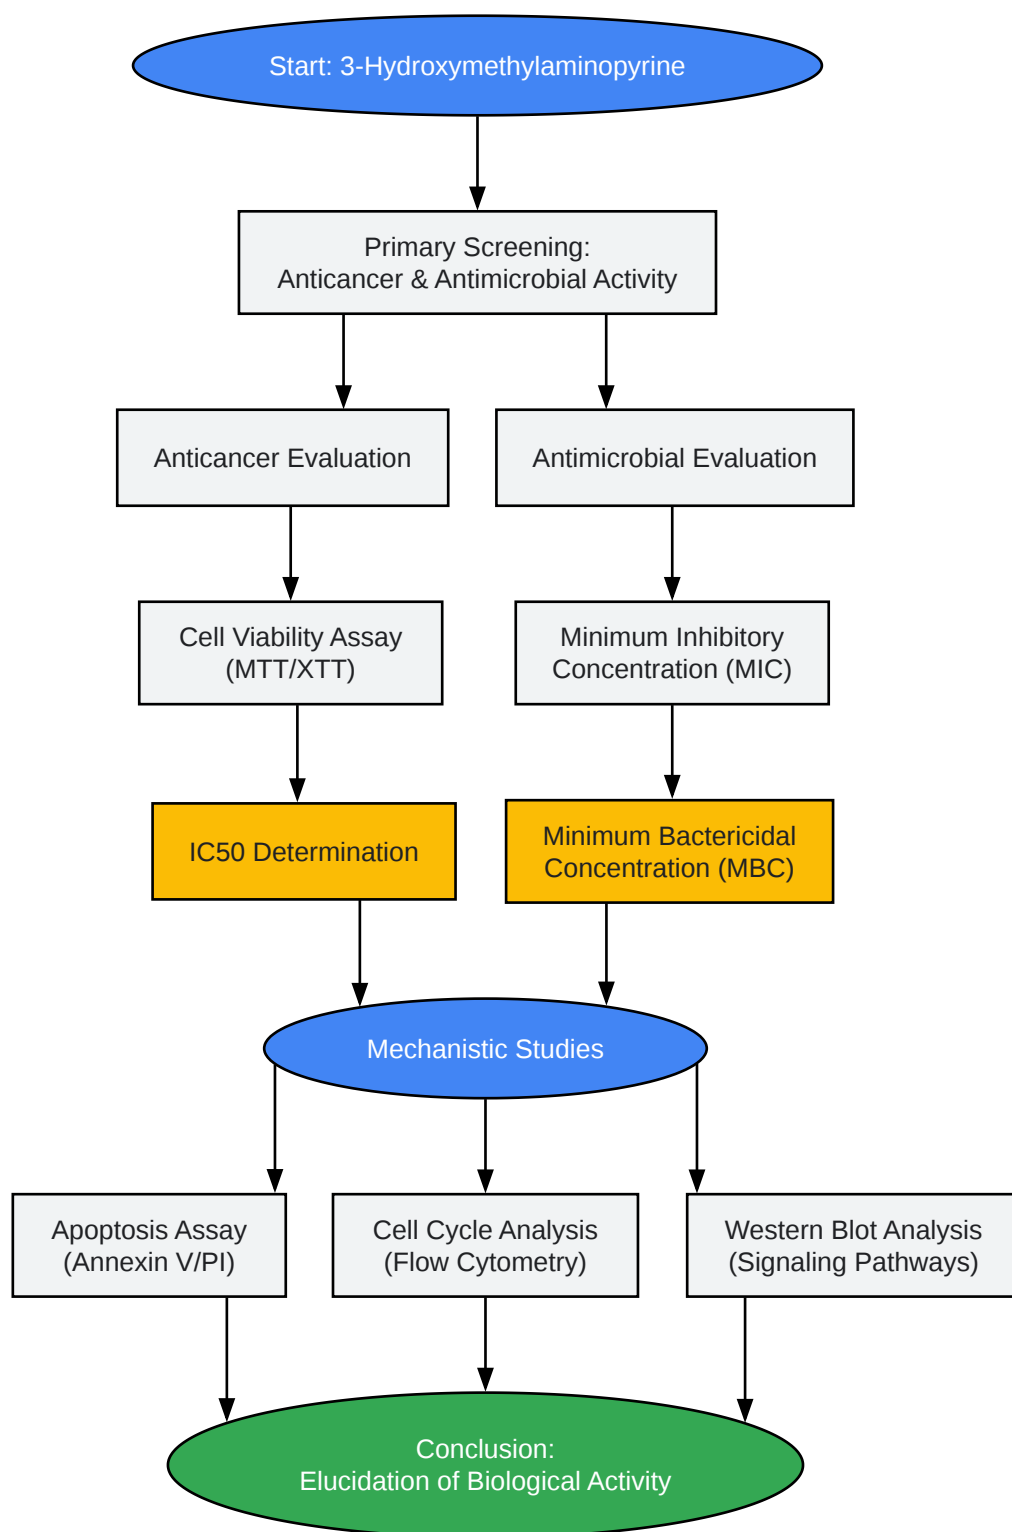 Start: 3-Hydroxymethylaminopyrine
Primary Screening:
Anticancer & Antimicrobial Activity
Anticancer Evaluation
Antimicrobial Evaluation
Cell Viability Assay
(MTT/XTT)
Minimum Inhibitory
Concentration (MIC)
IC50 Determination
Minimum Bactericidal
Concentration (MBC)
Mechanistic Studies
Apoptosis Assay
(Annexin V/PI)
Cell Cycle Analysis
(Flow Cytometry)
Western Blot Analysis
(Signaling Pathways)
Conclusion:
Elucidation of Biological Activity